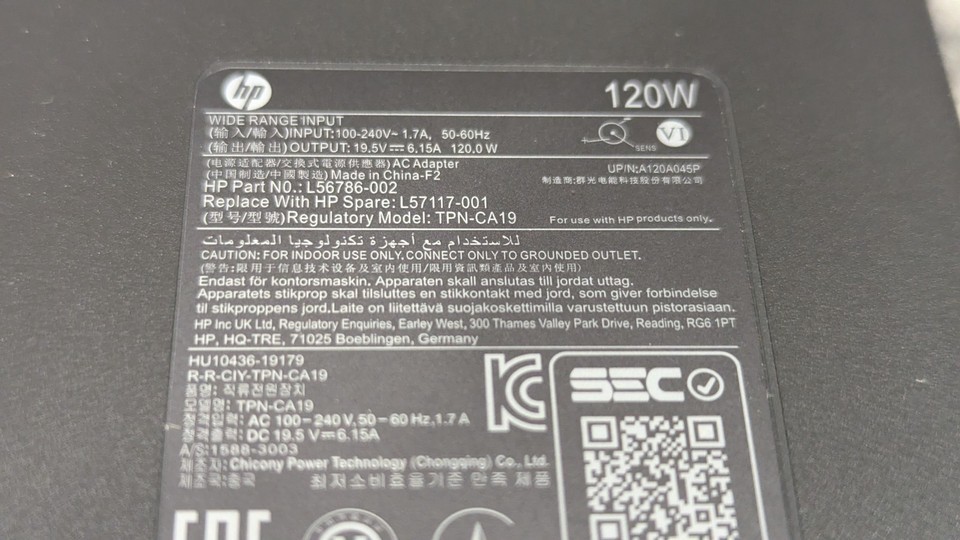 hp 120W
WIDE RANGE INPUT
(输入/輸入)INPUT:100-240V~ 1.7A, 50-60Hz
(输出/輸出)OUTPUT: 19.5V⎓ 6.15A 120.0 W
SENS VI
(电源适配器/交換式電源供應器) AC Adapter
(中国制造/中國製造) Made in China-F2
UP/N:A120A045P
制造商:群光电能科技股份有限公司
HP Part NO.: L56786-002
Replace With HP Spare: L57117-001
(型号/型號)Regulatory Model: TPN-CA19
For use with HP products only.
للاستخدام مع أجهزة تكنولوجيا المعلومات
CAUTION: FOR INDOOR USE ONLY.CONNECT ONLY TO GROUNDED OUTLET.
(警告:限用于信息技术设备及室内使用/限用資訊類產品及室內使用)
Endast för kontorsmaskin. Apparaten skall anslutas till jordat uttag.
Apparatets stikprop skal tilsluttes en stikkontakt med jord, som giver forbindelse
til stikproppens jord.Laite on liitettävä suojakoskettimilla varustettuun pistorasiaan.
HP Inc UK Ltd, Regulatory Enquiries, Earley West, 300 Thames Valley Park Drive, Reading, RG6 1PT
HP, HQ-TRE, 71025 Boeblingen, Germany
HU10436-19179
R-R-CIY-TPN-CA19
품명: 직류전원장치
모델명: TPN-CA19
정격입력: AC 100-240 V, 50-60 Hz, 1.7 A
정격출력: DC 19.5 V⎓6.15A
A/S:1588-3003
제조자: Chicony Power Technology (Chongqing) Co., Ltd.
제조국:중국
최저소비효율기준 만족 제품
SEC